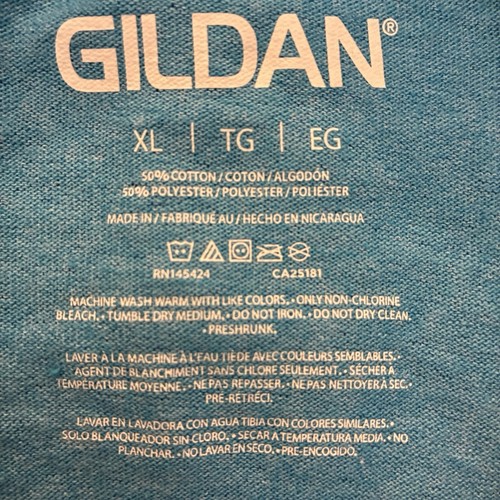 GILDAN®
XL | TG | EG
50% COTTON / COTON / ALGODÓN
50% POLYESTER / POLYESTER / POLIÉSTER
MADE IN / FABRIQUÉ AU / HECHO EN NICARAGUA
RN145424 CA25181
MACHINE WASH WARM WITH LIKE COLORS. • ONLY NON-CHLORINE
BLEACH. • TUMBLE DRY MEDIUM. • DO NOT IRON. • DO NOT DRY CLEAN.
• PRESHRUNK.
LAVER À LA MACHINE À L'EAU TIÈDE AVEC COULEURS SEMBLABLES. •
AGENT DE BLANCHIMENT SANS CHLORE SEULEMENT. • SÉCHER À
TEMPÉRATURE MOYENNE. • NE PAS REPASSER. • NE PAS NETTOYER À SEC. •
PRÉ-RÉTRÉCI.
LAVAR EN LAVADORA CON AGUA TIBIA CON COLORES SIMILARES. •
SOLO BLANQUEADOR SIN CLORO. • SECAR A TEMPERATURA MEDIA. • NO
PLANCHAR. • NO LAVAR EN SECO. • PRE-ENCOGIDO.